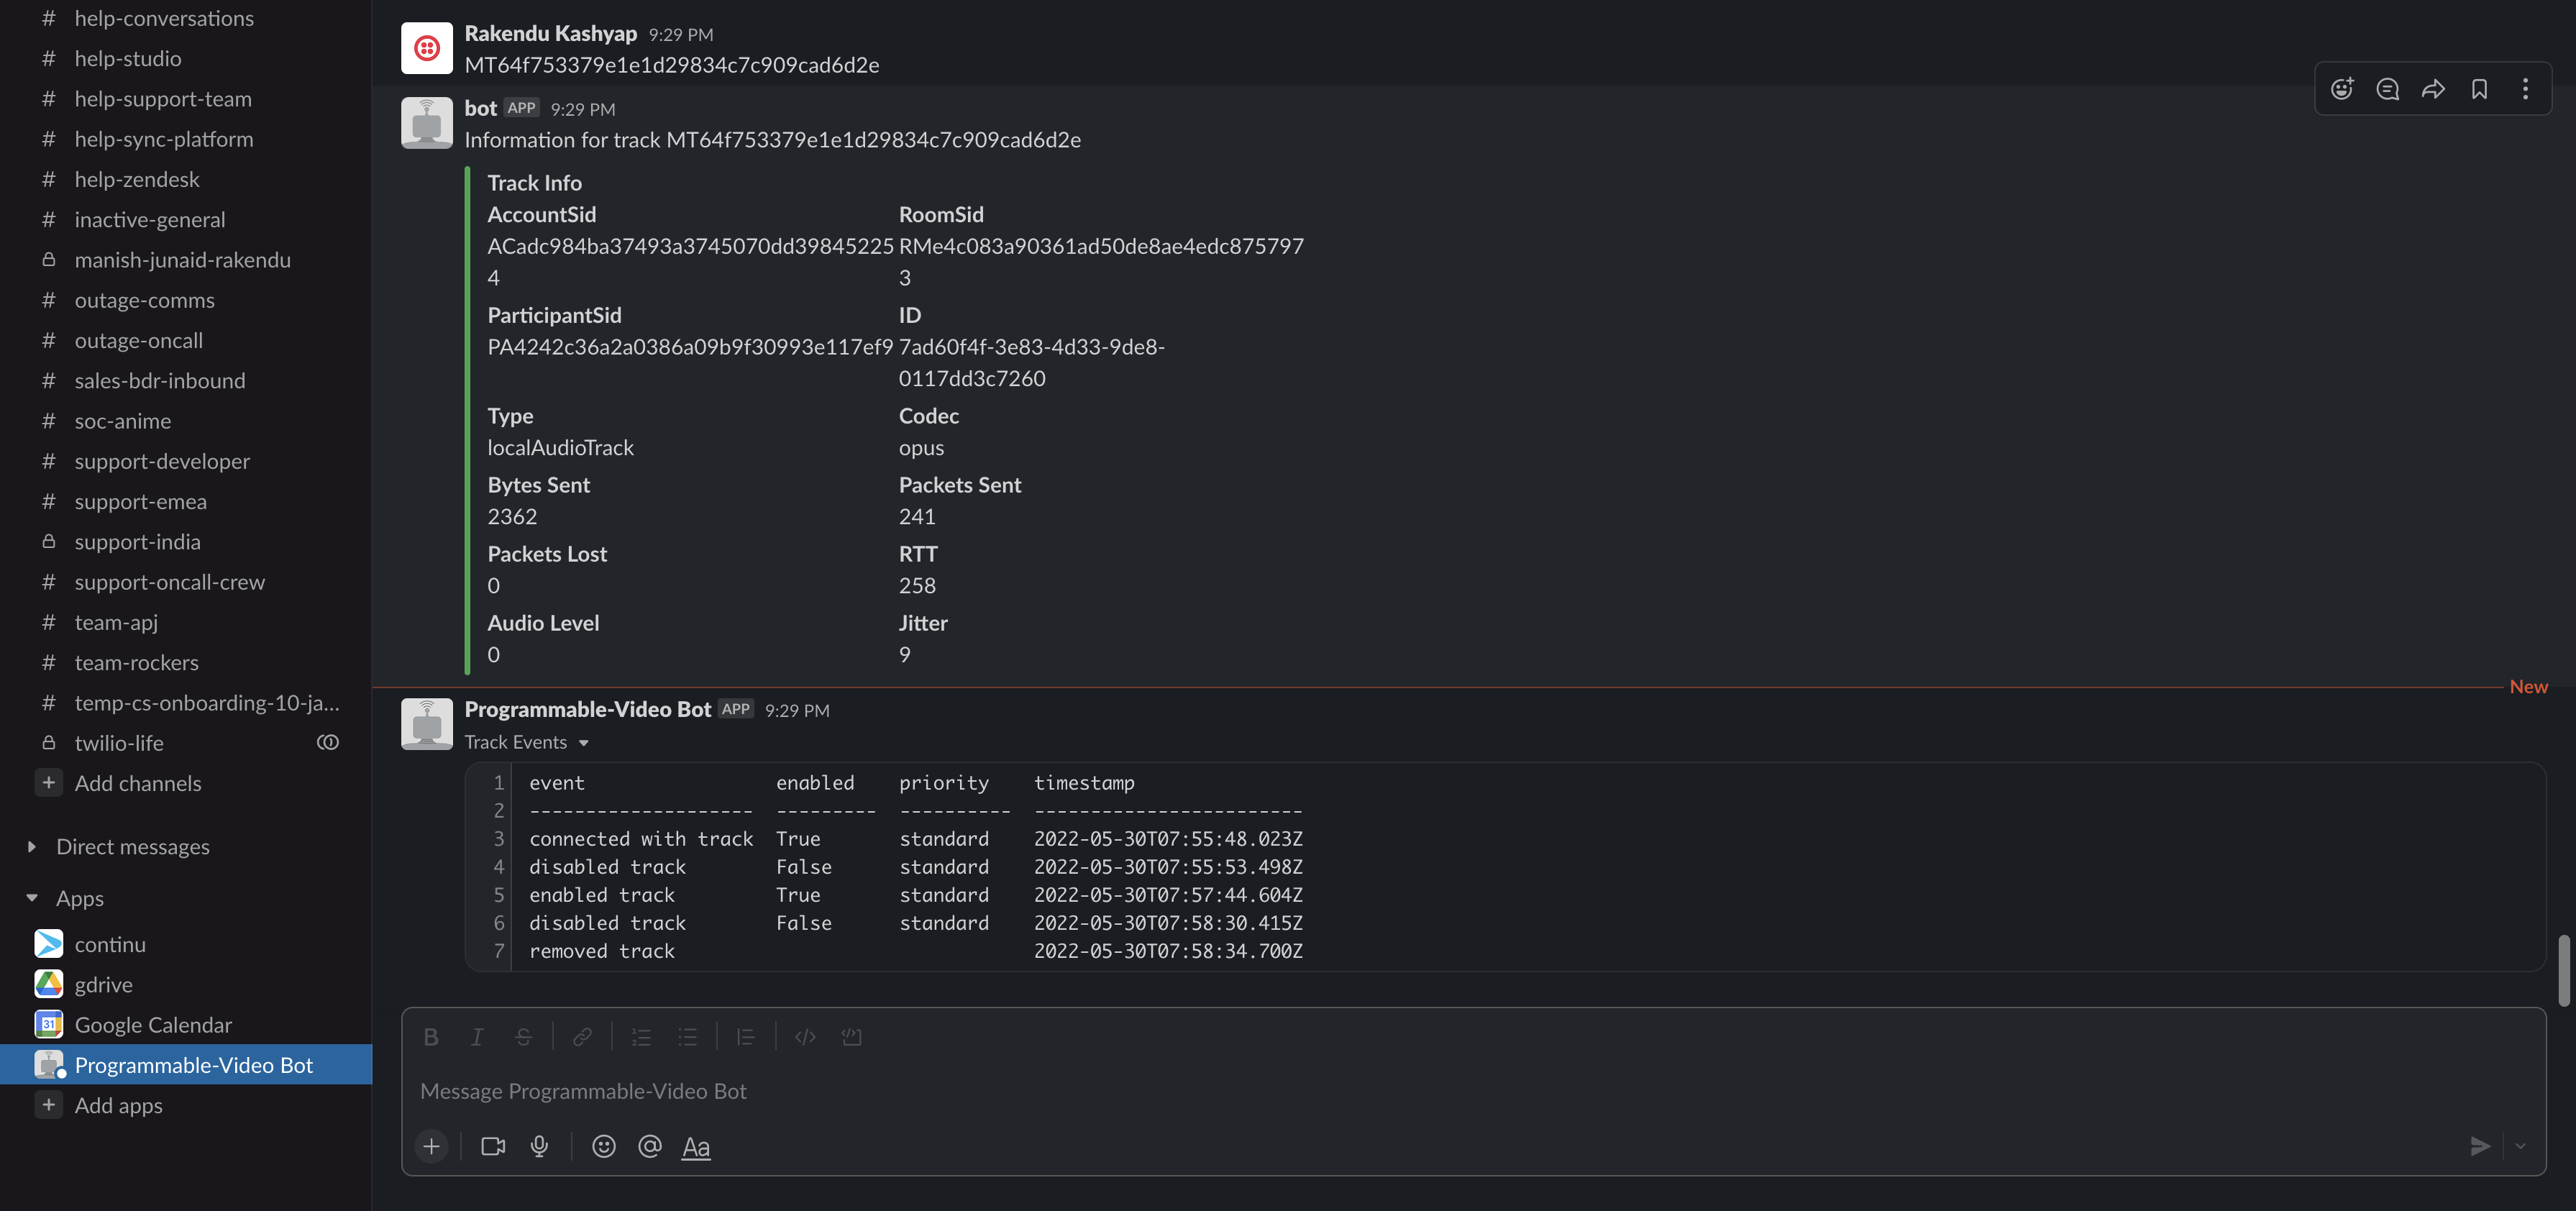 help-conversations
help-studio
help-support-team
help-sync-platform
help-zendesk
inactive-general
manish-junaid-rakendu
outage-comms
outage-oncall
sales-bdr-inbound
soc-anime
support-developer
support-emea
support-india
support-oncall-crew
team-apj
team-rockers
temp-cs-onboarding-10-ja...
twilio-life
Add channels
Direct messages
Apps
continu
gdrive
31 Google Calendar
Programmable-Video Bot
Add apps
Rakendu Kashyap 9:29 PM
MT64f753379e1e1d29834c7c909cad6d2e
bot APP 9:29 PM
Information for track MT64f753379e1e1d29834c7c909cad6d2e
Track Info
AccountSid RoomSid
ACadc984ba37493a3745070dd39845225 RMe4c083a90361ad50de8ae4edc875797
4 3
ParticipantSid ID
PA4242c36a2a0386a09b9f30993e117ef9 7ad60f4f-3e83-4d33-9de8-
0117dd3c7260
Type Codec
localAudioTrack opus
Bytes Sent Packets Sent
2362 241
Packets Lost RTT
0 258
Audio Level Jitter
0 9
New
Programmable-Video Bot APP 9:29 PM
Track Events
1 event enabled priority timestamp
2 -------------------- --------- ---------- ------------------------
3 connected with track True standard 2022-05-30T07:55:48.023Z
4 disabled track False standard 2022-05-30T07:55:53.498Z
5 enabled track True standard 2022-05-30T07:57:44.604Z
6 disabled track False standard 2022-05-30T07:58:30.415Z
7 removed track 2022-05-30T07:58:34.700Z
B I S
Message Programmable-Video Bot
Aa